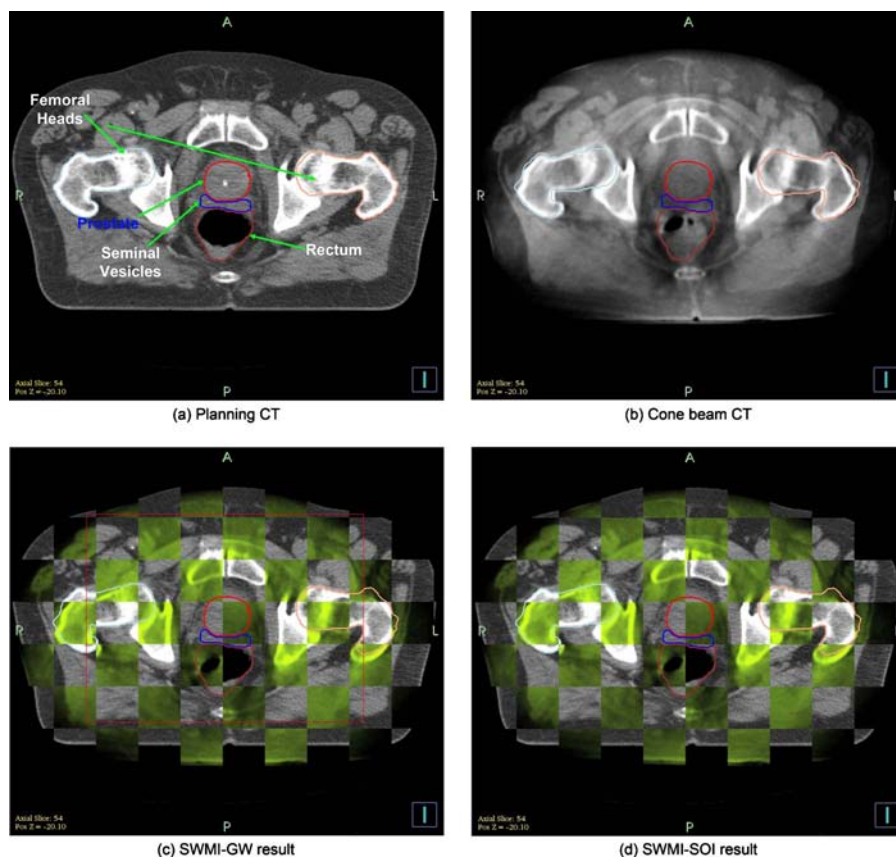 A
Femoral
Heads
R
L
Prostate
Seminal
Vesicles
Rectum
Axial Slice: 54
Pos Z = -20.10
P
(a) Planning CT
A
R
L
Axial Slice: 54
Pos Z = -20.10
P
(b) Cone beam CT
A
R
L
Axial Slice: 54
Pos Z = -20.10
P
(c) SWMI-GW result
A
R
L
Axial Slice: 54
Pos Z = -20.10
P
(d) SWMI-SOI result